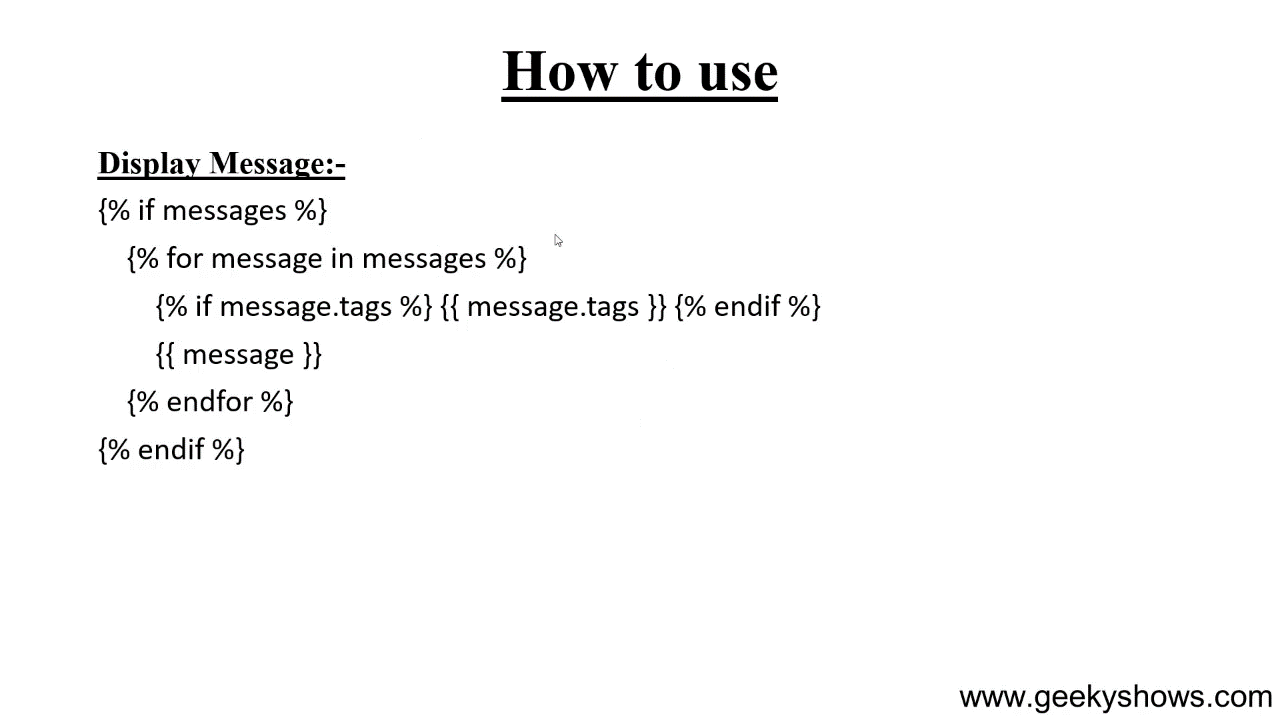 How to use
Display Message:-
{% if messages %}
{% for message in messages %}
{% if message.tags %} {{ message.tags }} {% endif %}
{{ message }}
{% endfor %}
{% endif %}
www.geekyshows.com